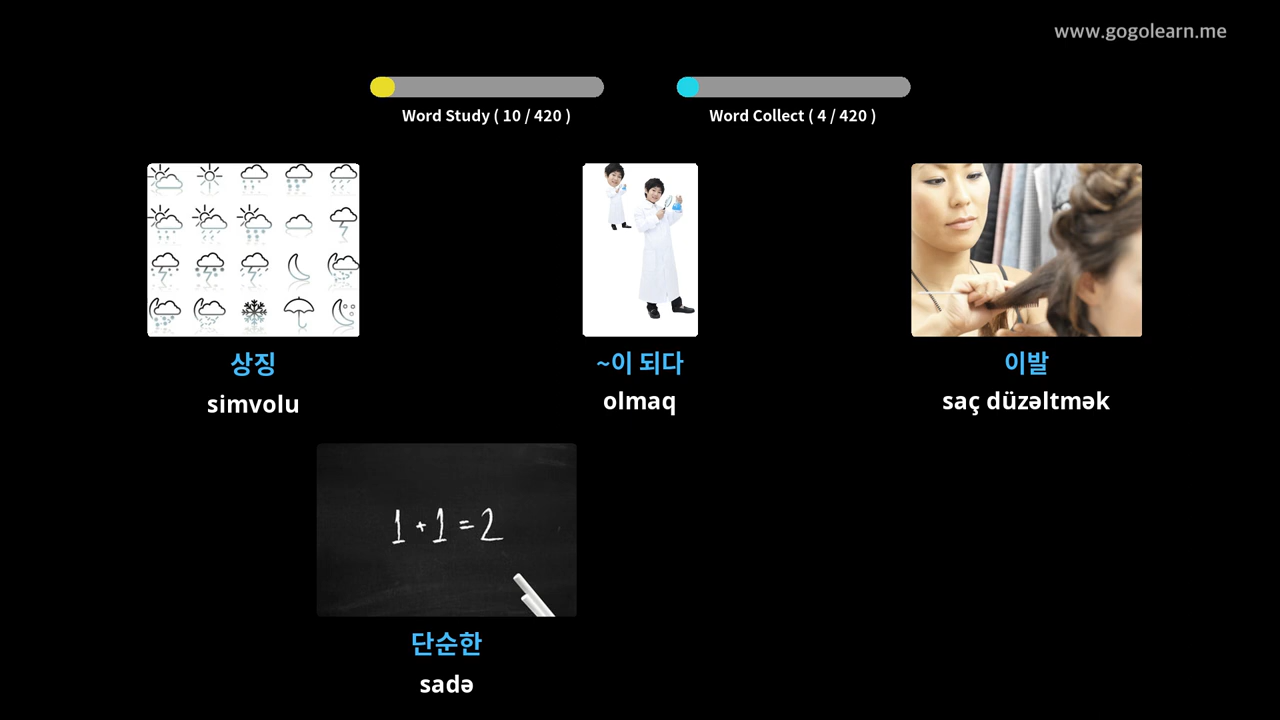 www.gogolearn.me
Word Study ( 10 / 420 )
Word Collect ( 4 / 420 )
상징
simvolu
~이 되다
olmaq
이발
saç düzəltmək
1 + 1 = 2
단순한
sadə